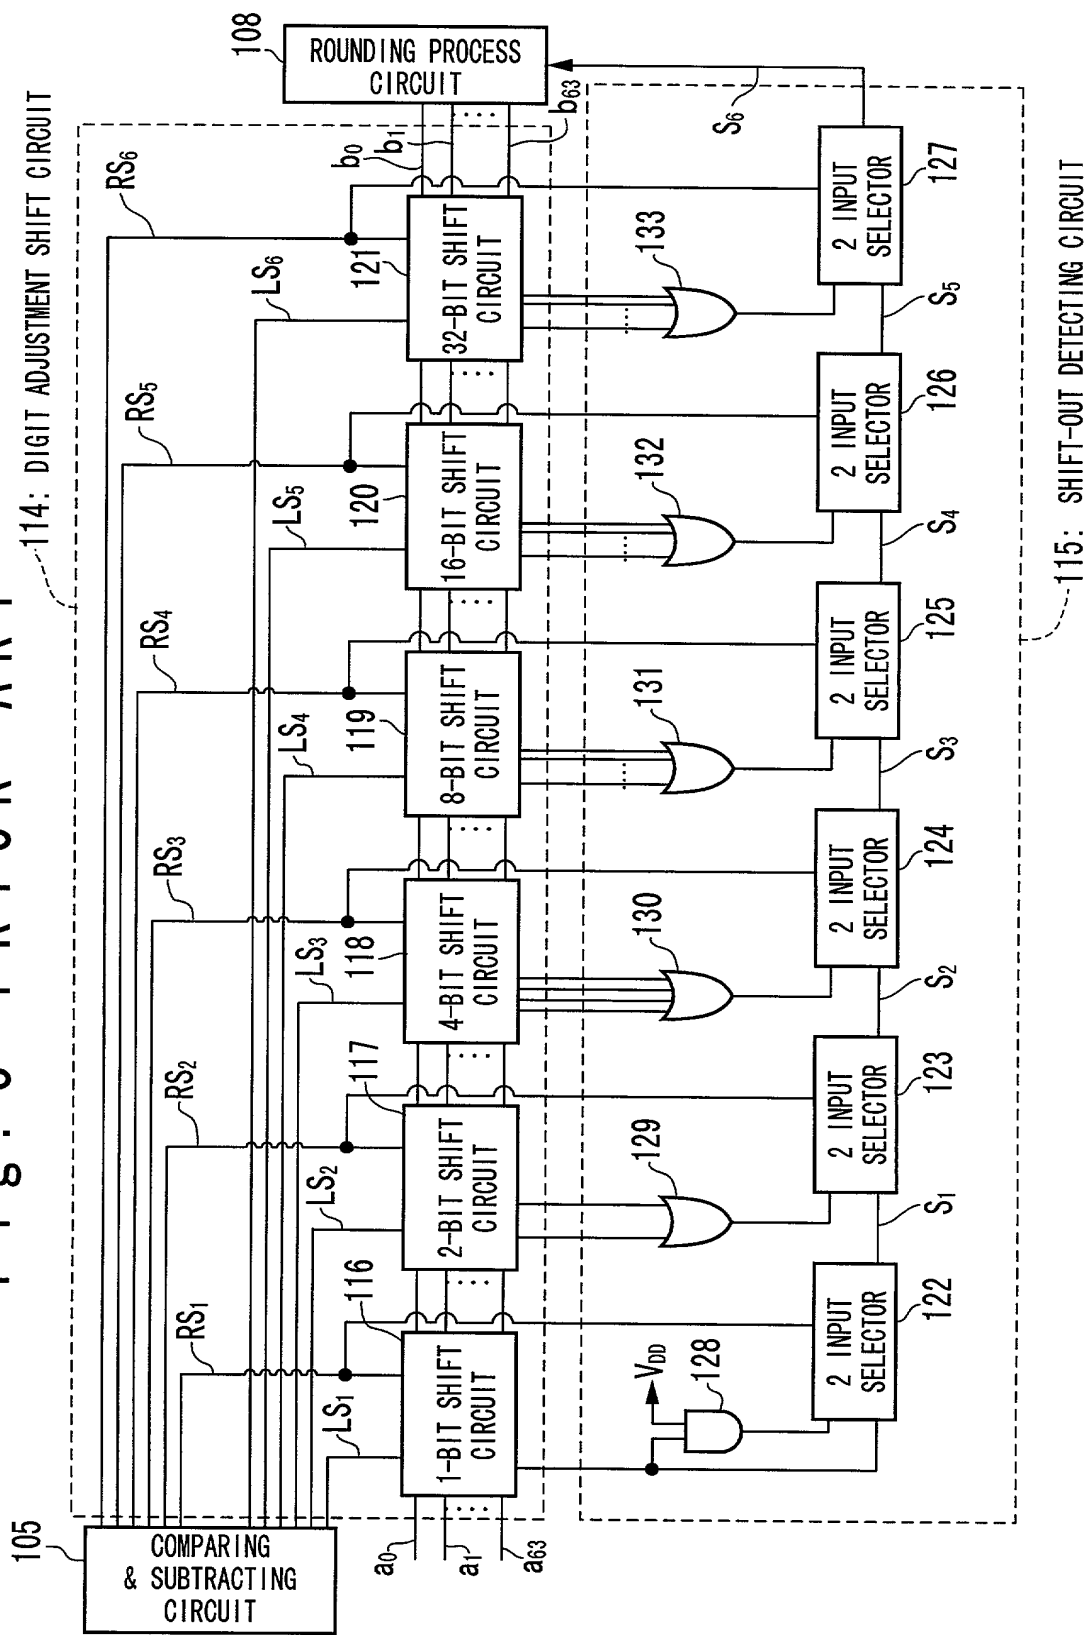 Fig. 8 PRIOR ART
114: DIGIT ADJUSTMENT SHIFT CIRCUIT
105
COMPARING
& SUBTRACTING
CIRCUIT
RS1
RS2
RS3
RS4
RS5
RS6
LS1
LS2
LS3
LS4
LS5
LS6
108
ROUNDING PROCESS
CIRCUIT
a0
a1
a63
116
1-BIT SHIFT
CIRCUIT
117
2-BIT SHIFT
CIRCUIT
118
4-BIT SHIFT
CIRCUIT
119
8-BIT SHIFT
CIRCUIT
120
16-BIT SHIFT
CIRCUIT
121
32-BIT SHIFT
CIRCUIT
b0
b1
b63
VDD
128
129
130
131
132
133
2 INPUT
SELECTOR
122
S1
2 INPUT
SELECTOR
123
S2
2 INPUT
SELECTOR
124
S3
2 INPUT
SELECTOR
125
S4
2 INPUT
SELECTOR
126
S5
2 INPUT
SELECTOR
127
S6
115: SHIFT-OUT DETECTING CIRCUIT